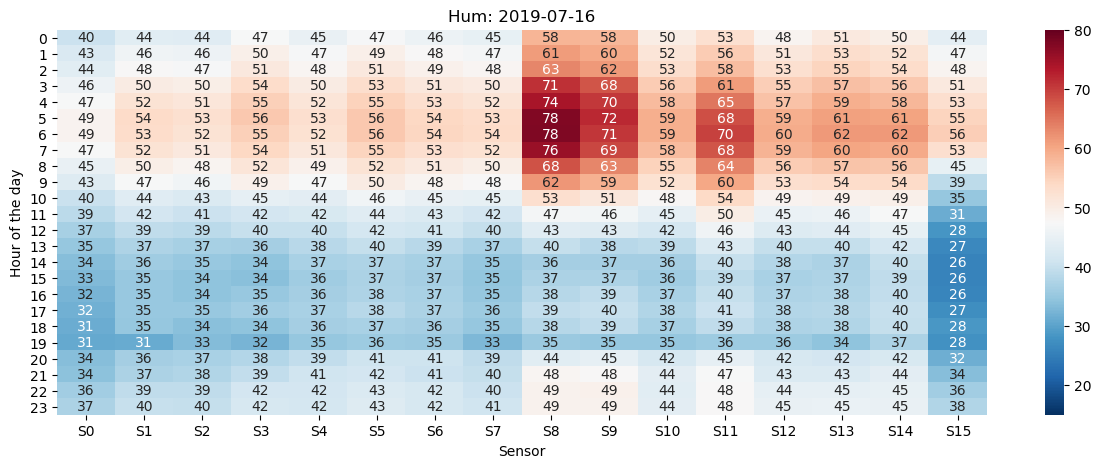 Hum: 2019-07-16
0 40 44 44 47 45 47 46 45 58 58 50 53 48 51 50 44
1 43 46 46 50 47 49 48 47 61 60 52 56 51 53 52 47
2 44 48 47 51 48 51 49 48 63 62 53 58 53 55 54 48
3 46 50 50 54 50 53 51 50 71 68 56 61 55 57 56 51
4 47 52 51 55 52 55 53 52 74 70 58 65 57 59 58 53
5 49 54 53 56 53 56 54 53 78 72 59 68 59 61 61 55
6 49 53 52 55 52 56 54 54 78 71 59 70 60 62 62 56
7 47 52 51 54 51 55 53 52 76 69 58 68 59 60 60 53
8 45 50 48 52 49 52 51 50 68 63 55 64 56 57 56 45
9 43 47 46 49 47 50 48 48 62 59 52 60 53 54 54 39
10 40 44 43 45 44 46 45 45 53 51 48 54 49 49 49 35
11 39 42 41 42 42 44 43 42 47 46 45 50 45 46 47 31
12 37 39 39 40 40 42 41 40 43 43 42 46 43 44 45 28
13 35 37 37 36 38 40 39 37 40 38 39 43 40 40 42 27
14 34 36 35 34 37 37 37 35 36 37 36 40 38 37 40 26
15 33 35 34 34 36 37 37 35 37 37 36 39 37 37 39 26
16 32 35 34 35 36 38 37 35 38 39 37 40 37 38 40 26
17 32 35 35 36 37 38 37 36 39 40 38 41 38 38 40 27
18 31 35 34 34 36 37 36 35 38 39 37 39 38 38 40 28
19 31 31 33 32 35 36 35 33 35 35 35 36 36 34 37 28
20 34 36 37 38 39 41 41 39 44 45 42 45 42 42 42 32
21 34 37 38 39 41 42 41 40 48 48 44 47 43 43 44 34
22 36 39 39 42 42 43 42 40 49 49 44 48 44 45 45 36
23 37 40 40 42 42 43 42 41 49 49 44 48 45 45 45 38
S0 S1 S2 S3 S4 S5 S6 S7 S8 S9 S10 S11 S12 S13 S14 S15
Sensor
Hour of the day
80
70
60
50
40
30
20